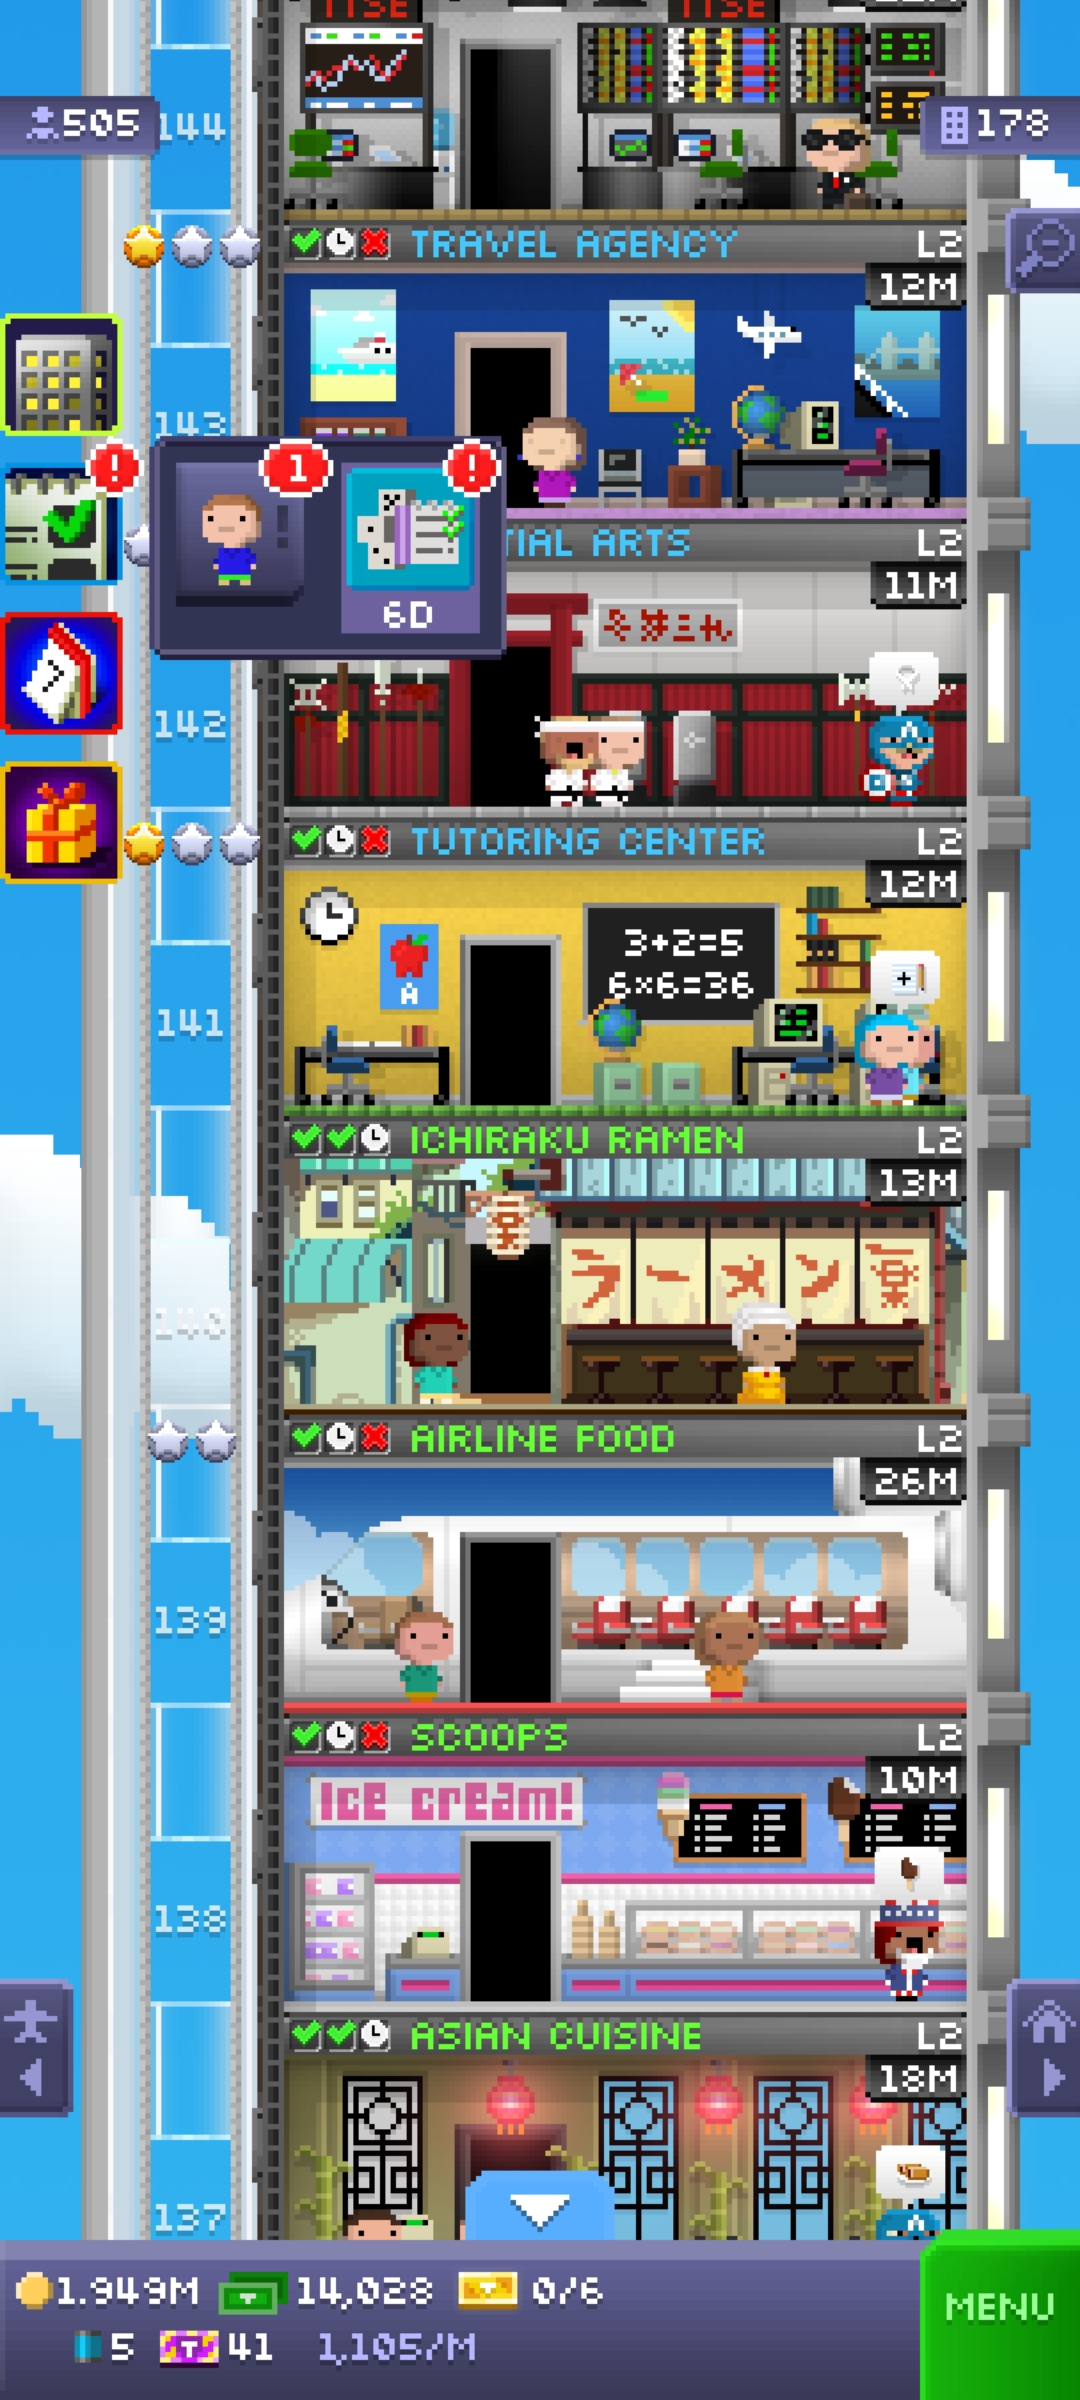 144
505
178
TRAVEL AGENCY L2
12M
143
1
!
!
6D
TIAL ARTS L2
11M
7
142
TUTORING CENTER L2
12M
3+2=5
6×6=36
A
141
ICHIRAKU RAMEN L2
13M
ラーメン
140
AIRLINE FOOD L2
26M
139
SCOOPS L2
10M
Ice cream!
138
ASIAN CUISINE L2
18M
137
1.949M 14,028 0/6
5 T 41 1,105/M
MENU